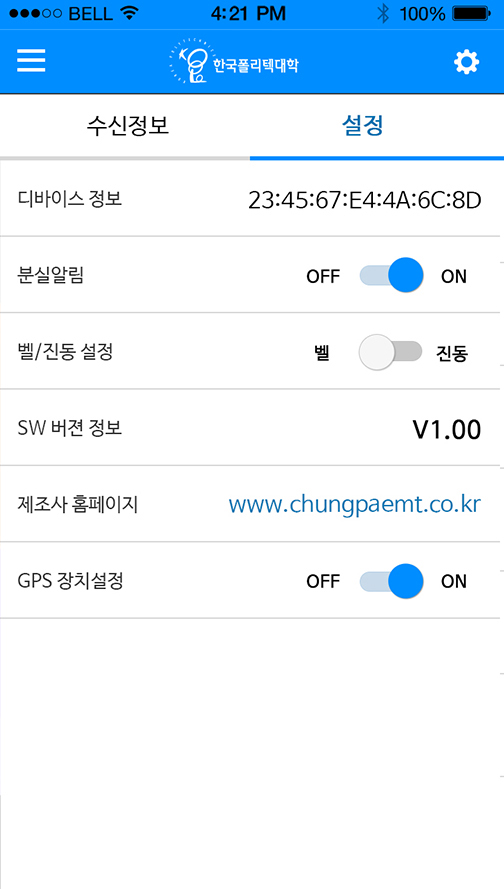 BELL 4:21 PM 100%
한국폴리텍대학
수신정보 설정
디바이스 정보 23:45:67:E4:4A:6C:8D
분실알림 OFF ON
벨/진동 설정 벨 진동
SW 버젼 정보 V1.00
제조사 홈페이지 www.chungpaemt.co.kr
GPS 장치설정 OFF ON